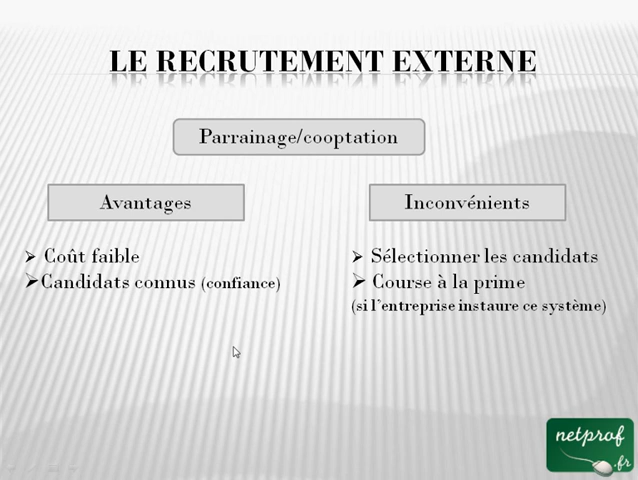 LE RECRUTEMENT EXTERNE
Parrainage/cooptation
Avantages
Inconvénients
➢ Coût faible
➢Candidats connus (confiance)
➢ Sélectionner les candidats
➢ Course à la prime
(si l'entreprise instaure ce système)
netprof
.fr